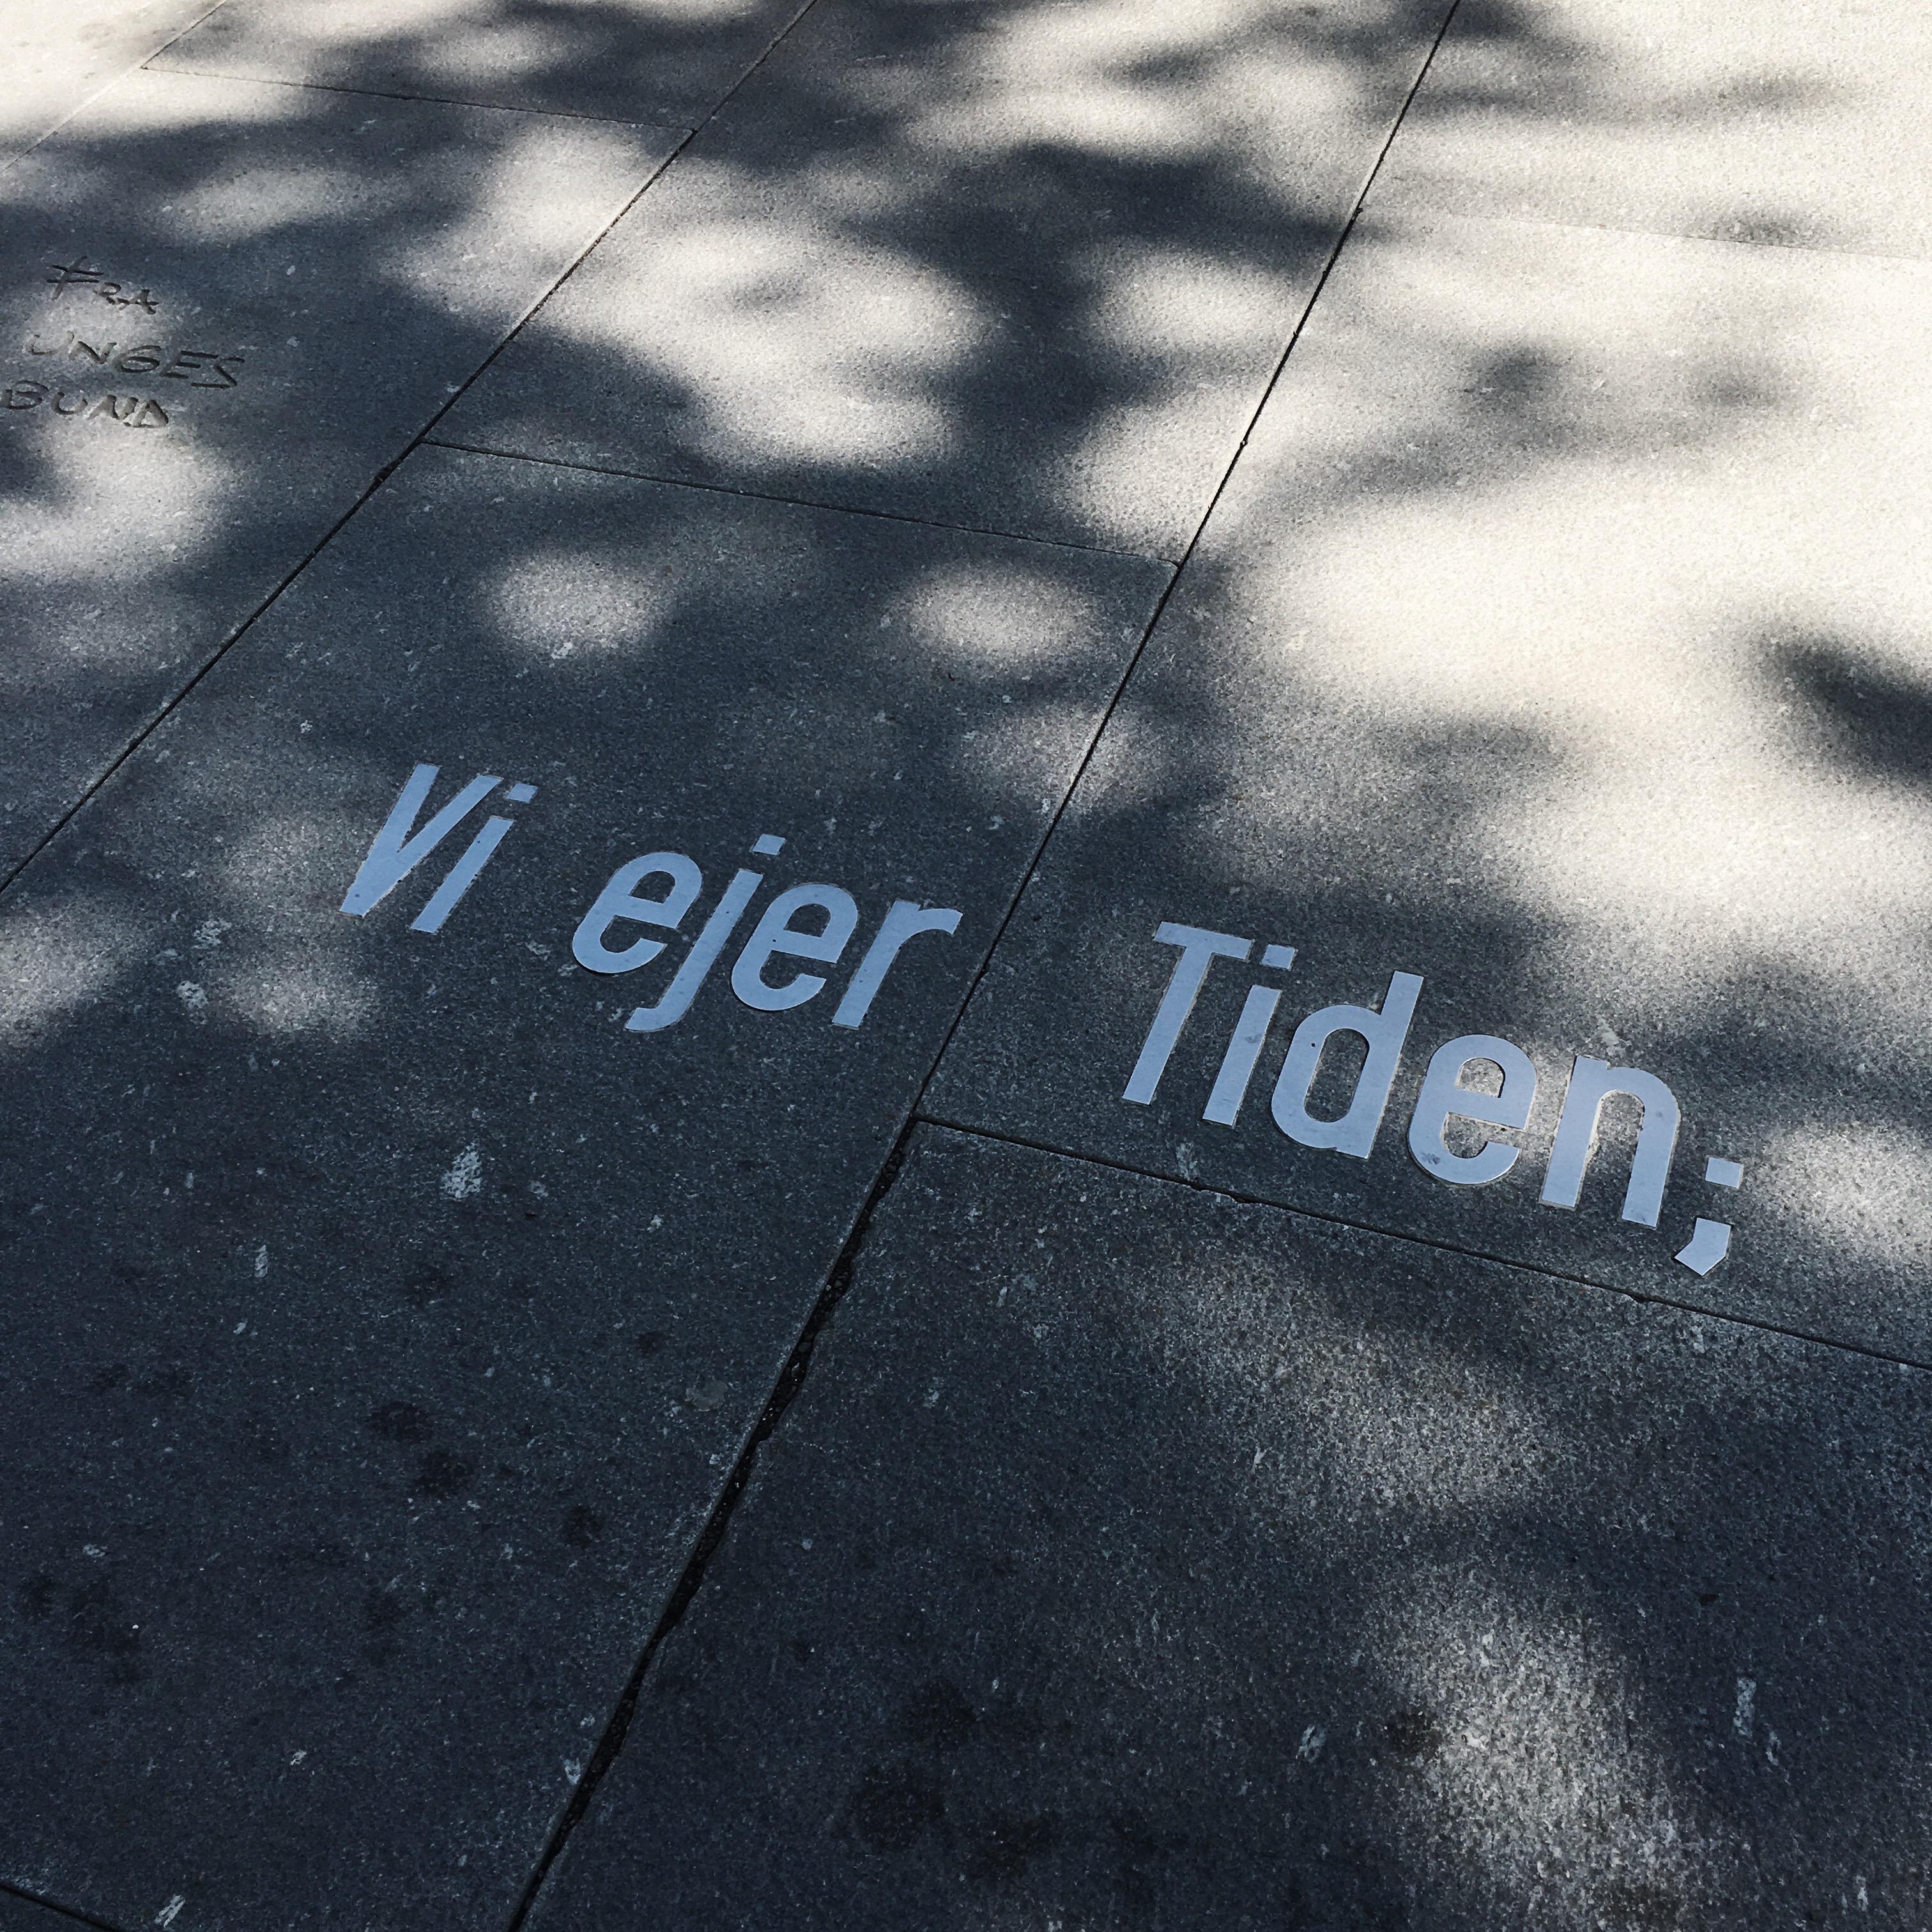 FRA
UNGES
BUND
Vi ejer Tiden;